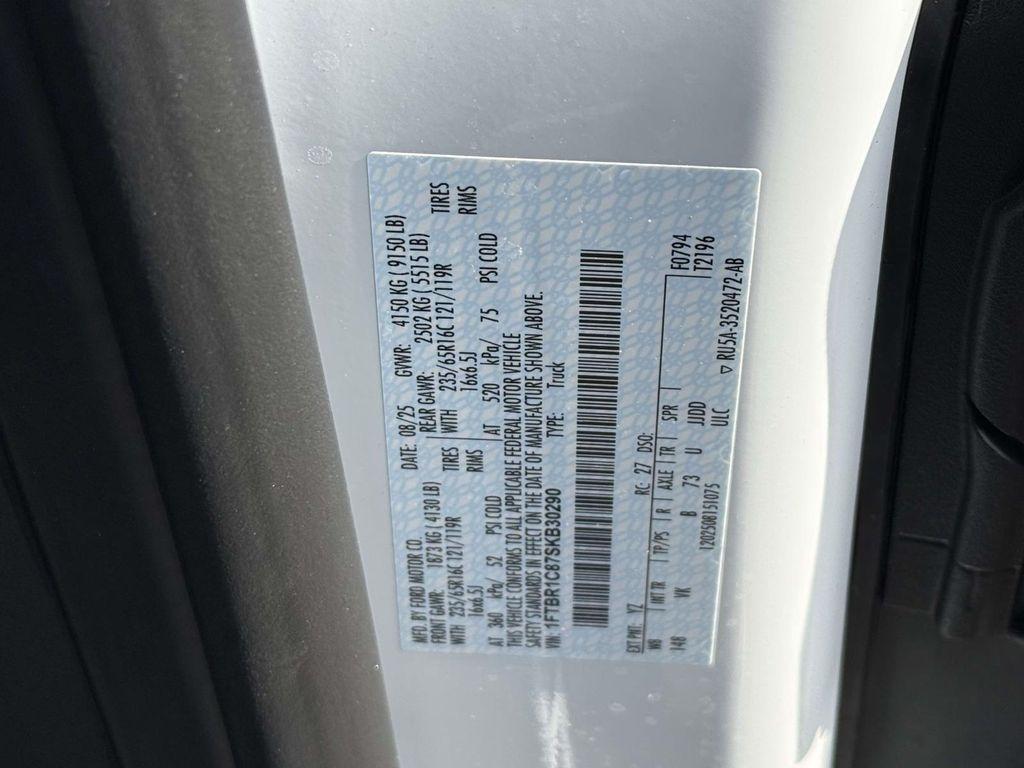 MFD. BY FORD MOTOR CO. DATE: 08/25 GVWR: 4150 KG ( 9150 LB)
FRONT GAWR: 1873 KG ( 4130 LB) REAR GAWR: 2502 KG ( 5515 LB)
WITH 235/65R16C 121/119R TIRES WITH 235/65R16C 121/119R TIRES
16x6.5J RIMS 16x6.5J RIMS
AT 360 kPa/ 52 PSI COLD AT 520 kPa/ 75 PSI COLD
THIS VEHICLE CONFORMS TO ALL APPLICABLE FEDERAL MOTOR VEHICLE
SAFETY STANDARDS IN EFFECT ON THE DATE OF MANUFACTURE SHOWN ABOVE.
VIN: 1FTBR1C87SKB30290 TYPE: Truck
EXT PNT: YZ RC: 27 DSO: F0794
WB INT TR TP/PS R AXLE TR SPR T2196
148 VK B 73 U JJDD
12025081519075 ULC ▽ RU5A-3520472-AB